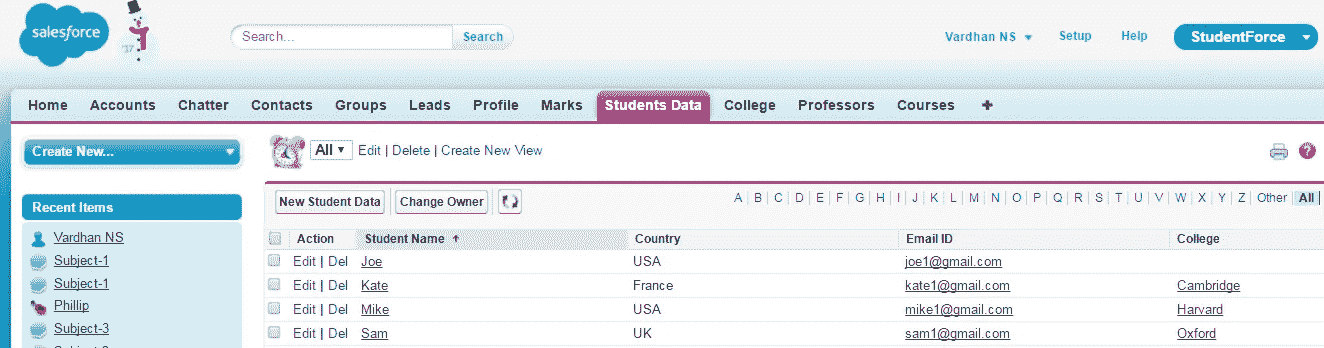 salesforce
'17
Search... Search
Vardhan NS Setup Help StudentForce
Home Accounts Chatter Contacts Groups Leads Profile Marks Students Data College Professors Courses +
Create New...
All Edit | Delete | Create New View
?
Recent Items
Vardhan NS
Subject-1
Subject-1
Phillip
Subject-3
New Student Data Change Owner
A | B | C | D | E | F | G | H | I | J | K | L | M | N | O | P | Q | R | S | T | U | V | W | X | Y | Z | Other | All
Action Student Name Country Email ID College
Edit | Del Joe USA joe1@gmail.com
Edit | Del Kate France kate1@gmail.com Cambridge
Edit | Del Mike USA mike1@gmail.com Harvard
Edit | Del Sam UK sam1@gmail.com Oxford